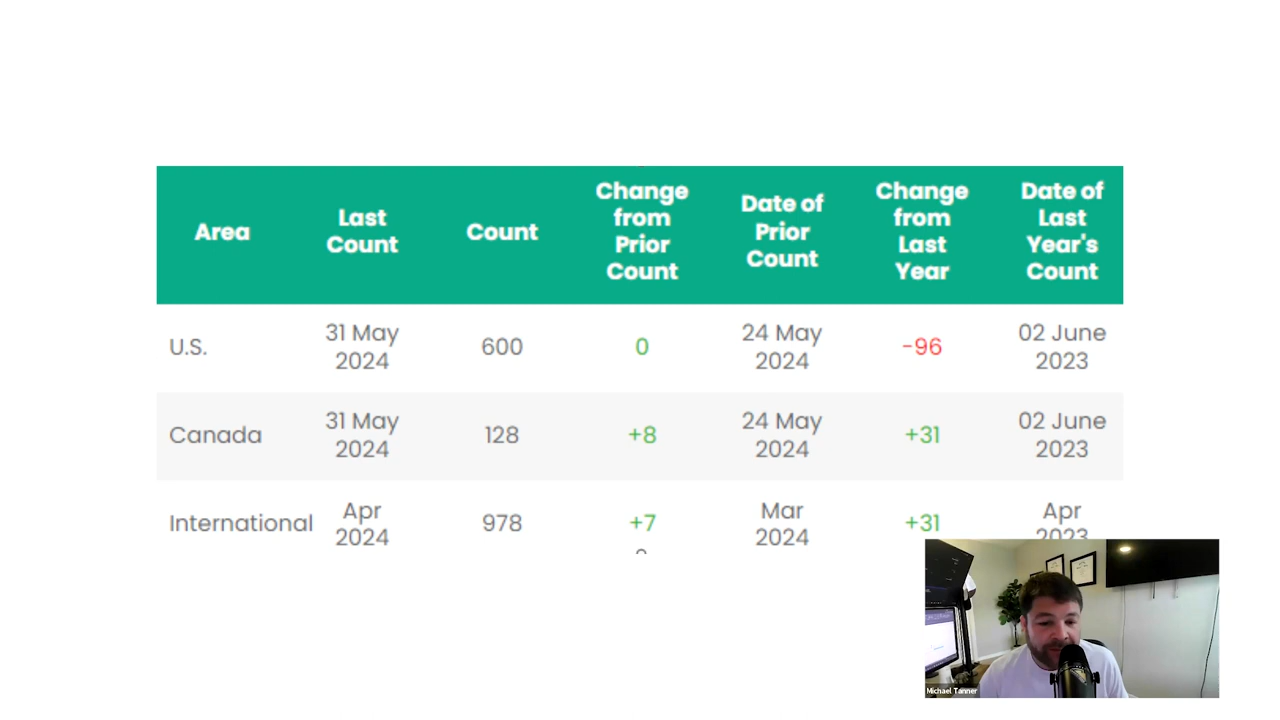 Area
Last Count
Count
Change from Prior Count
Date of Prior Count
Change from Last Year
Date of Last Year's Count
U.S.
31 May 2024
600
0
24 May 2024
-96
02 June 2023
Canada
31 May 2024
128
+8
24 May 2024
+31
02 June 2023
International
Apr 2024
978
+7
Mar 2024
+31
Apr 2023
Michael Tanner